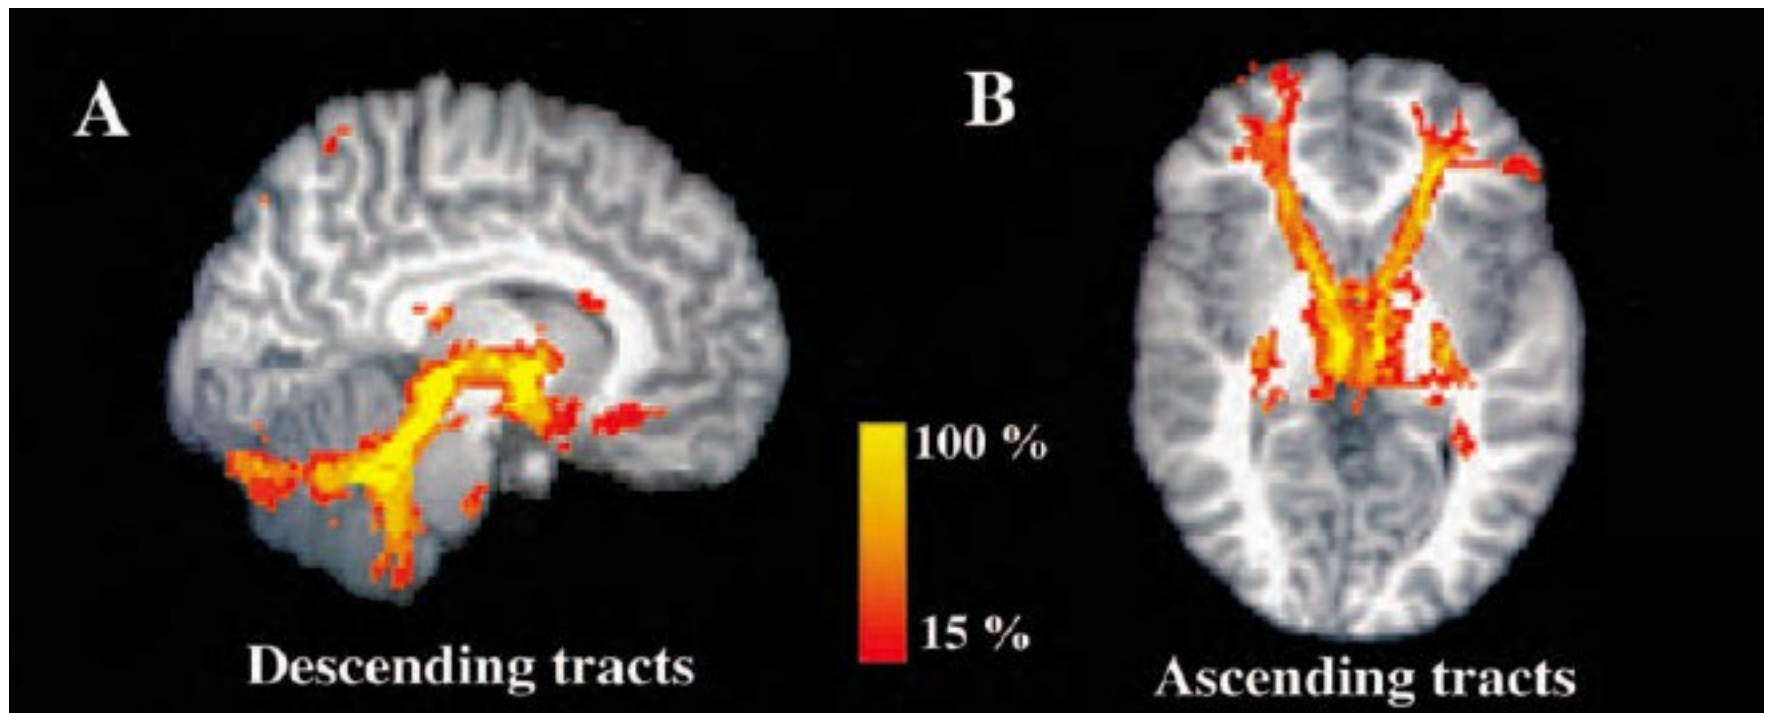 A
B
100 %
15 %
Descending tracts
Ascending tracts